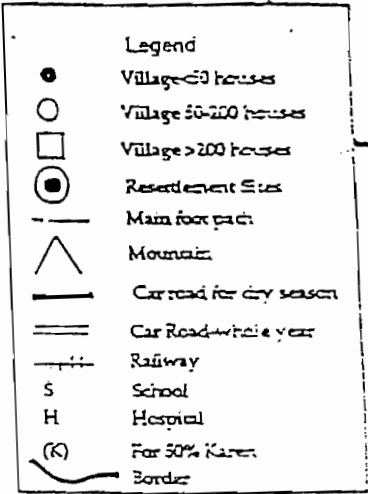 Legend
Village <50 houses
Village 50-200 houses
Village >200 houses
Resettlement Sites
Main foot path
Mountain
Car road for dry season
Car Road-whole year
Railway
S School
H Hospital
(K) For 50% Karen
Border